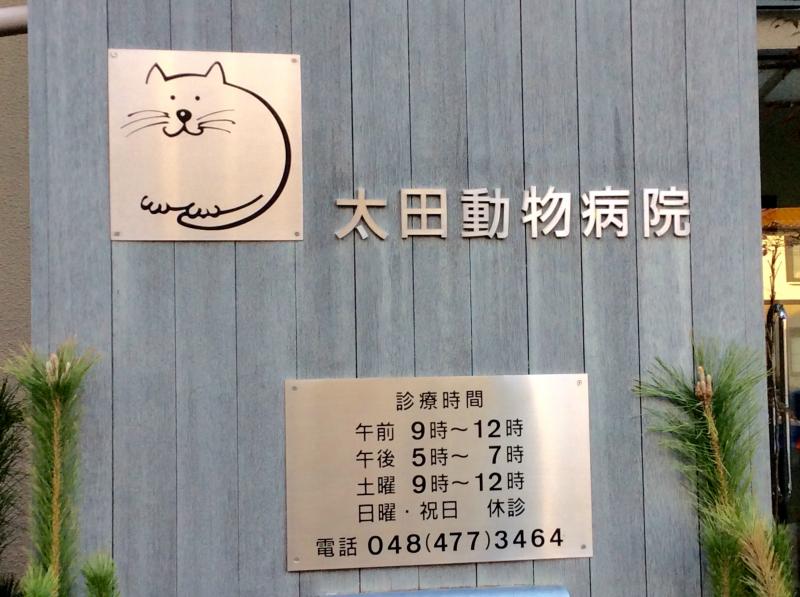 太田動物病院
診療時間
午前 9時～12時
午後 5時～ 7時
土曜 9時～12時
日曜・祝日 休診
電話 048(477)3464